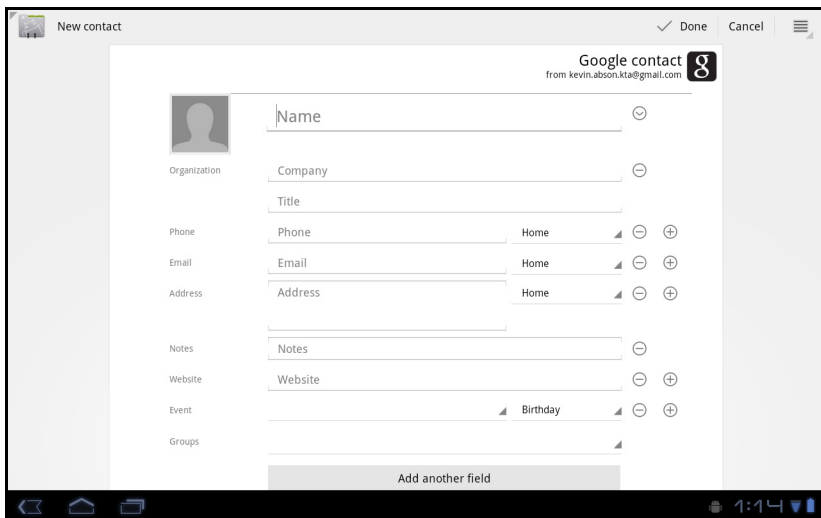 New contact
Done
Cancel
Google contact
from kevin.abson.kta@gmail.com
g
Name
Organization
Company
Title
Phone
Phone
Home
Email
Email
Home
Address
Address
Home
Notes
Notes
Website
Website
Event
Birthday
Groups
Add another field
1:14